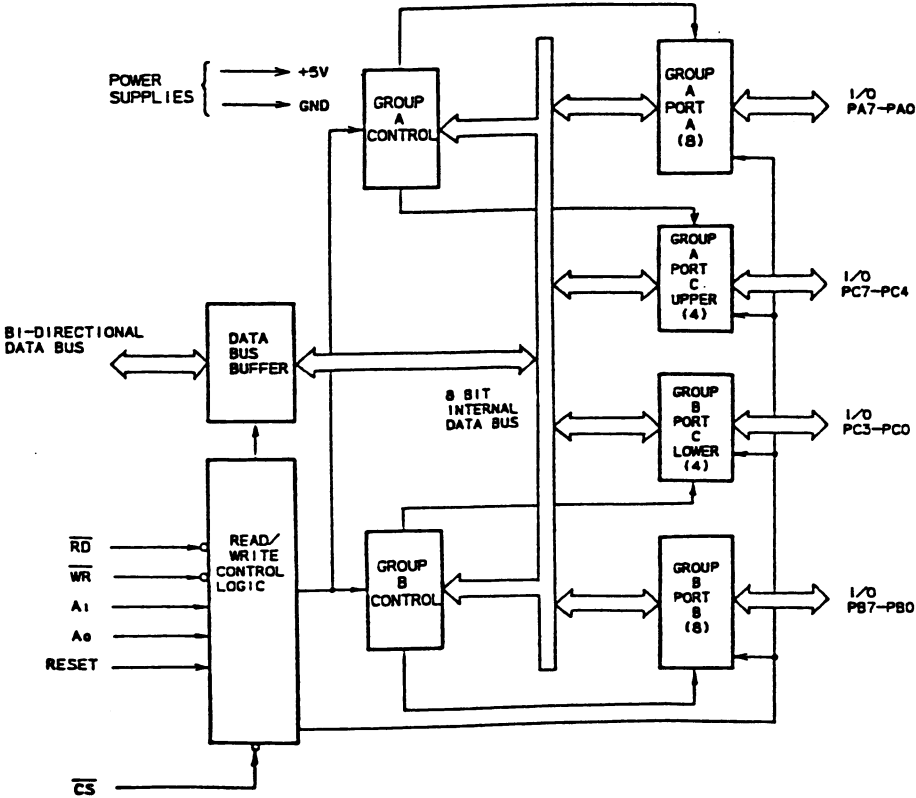 POWER
SUPPLIES
+5V
GND
GROUP
A
CONTROL
GROUP
A
PORT
A
(8)
I/O
PA7-PA0
GROUP
A
PORT
C
UPPER
(4)
I/O
PC7-PC4
BI-DIRECTIONAL
DATA BUS
DATA
BUS
BUFFER
8 BIT
INTERNAL
DATA BUS
GROUP
B
PORT
C
LOWER
(4)
I/O
PC3-PC0
RD
WR
A1
A0
RESET
CS
READ/
WRITE
CONTROL
LOGIC
GROUP
B
CONTROL
GROUP
B
PORT
B
(8)
I/O
PB7-PB0